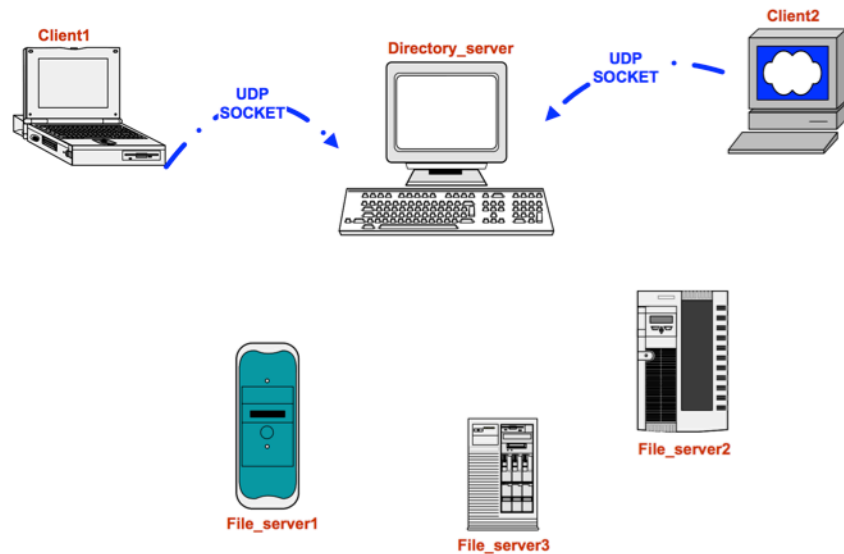 Client1
Client2
Directory_server
UDP
SOCKET
UDP
SOCKET
File_server2
File_server1
File_server3